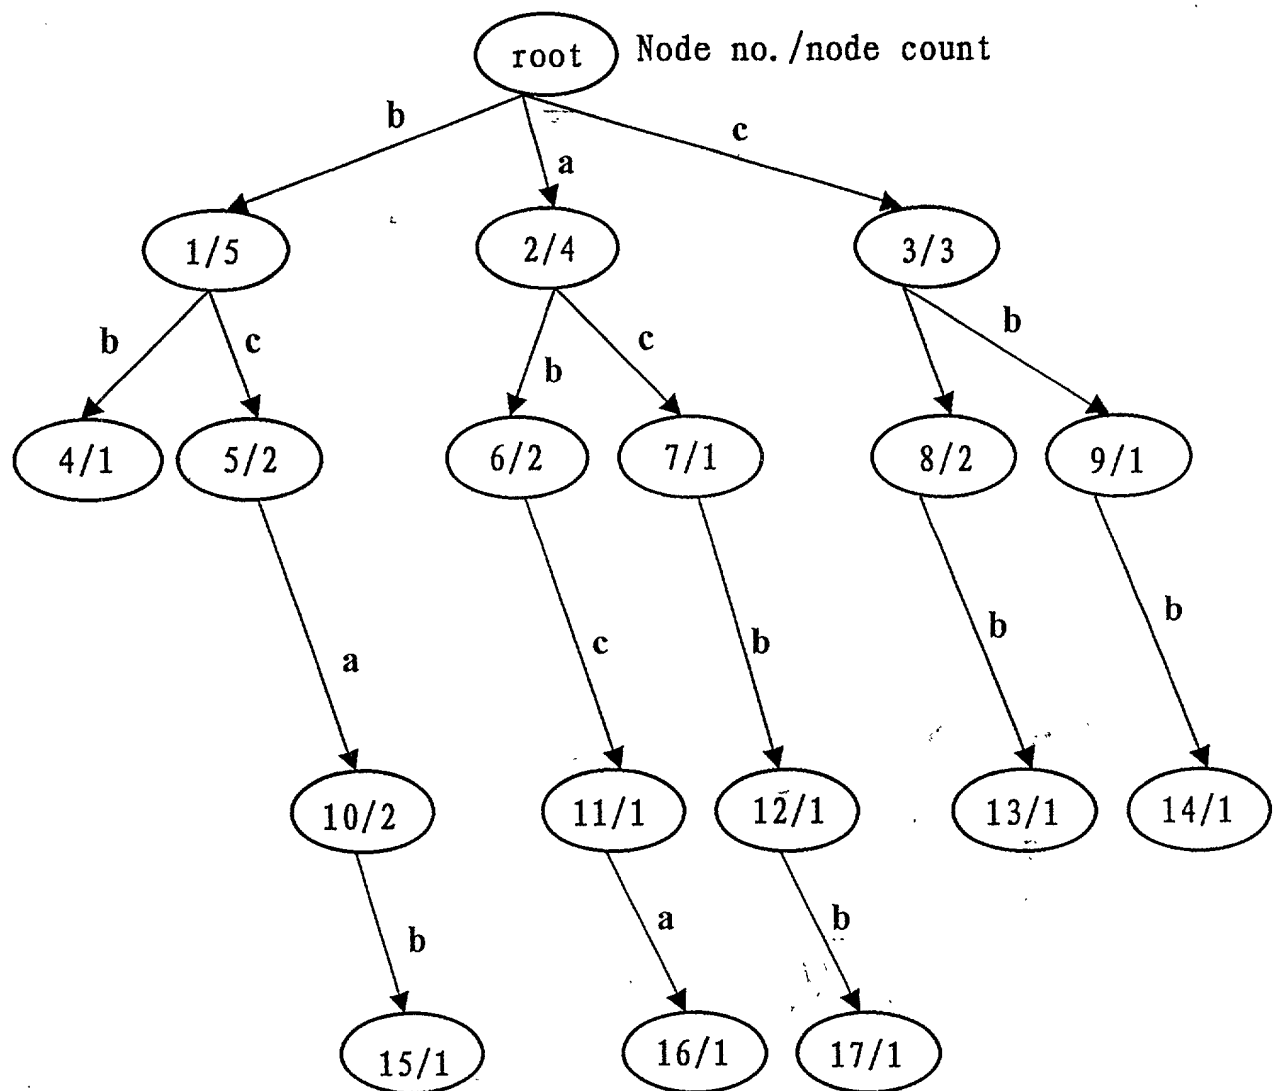 root Node no./node count
b a c
1/5 2/4 3/3
b c b c b
4/1 5/2 6/2 7/1 8/2 9/1
a c b b b
10/2 11/1 12/1 13/1 14/1
b a b
15/1 16/1 17/1